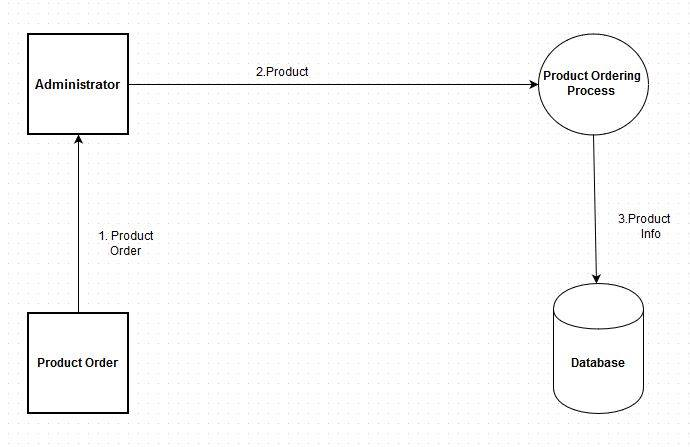 2.Product
Administrator
Product Ordering
Process
1. Product
Order
3.Product
Info
Product Order
Database